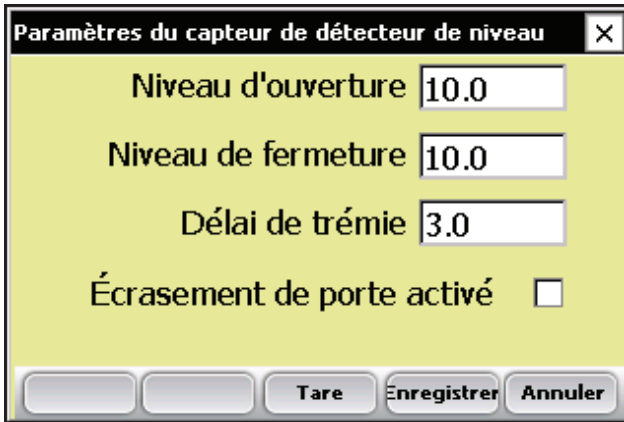 Paramètres du capteur de détecteur de niveau
Niveau d'ouverture 10.0
Niveau de fermeture 10.0
Délai de trémie 3.0
Écrasement de porte activé
Tare Enregistrer Annuler